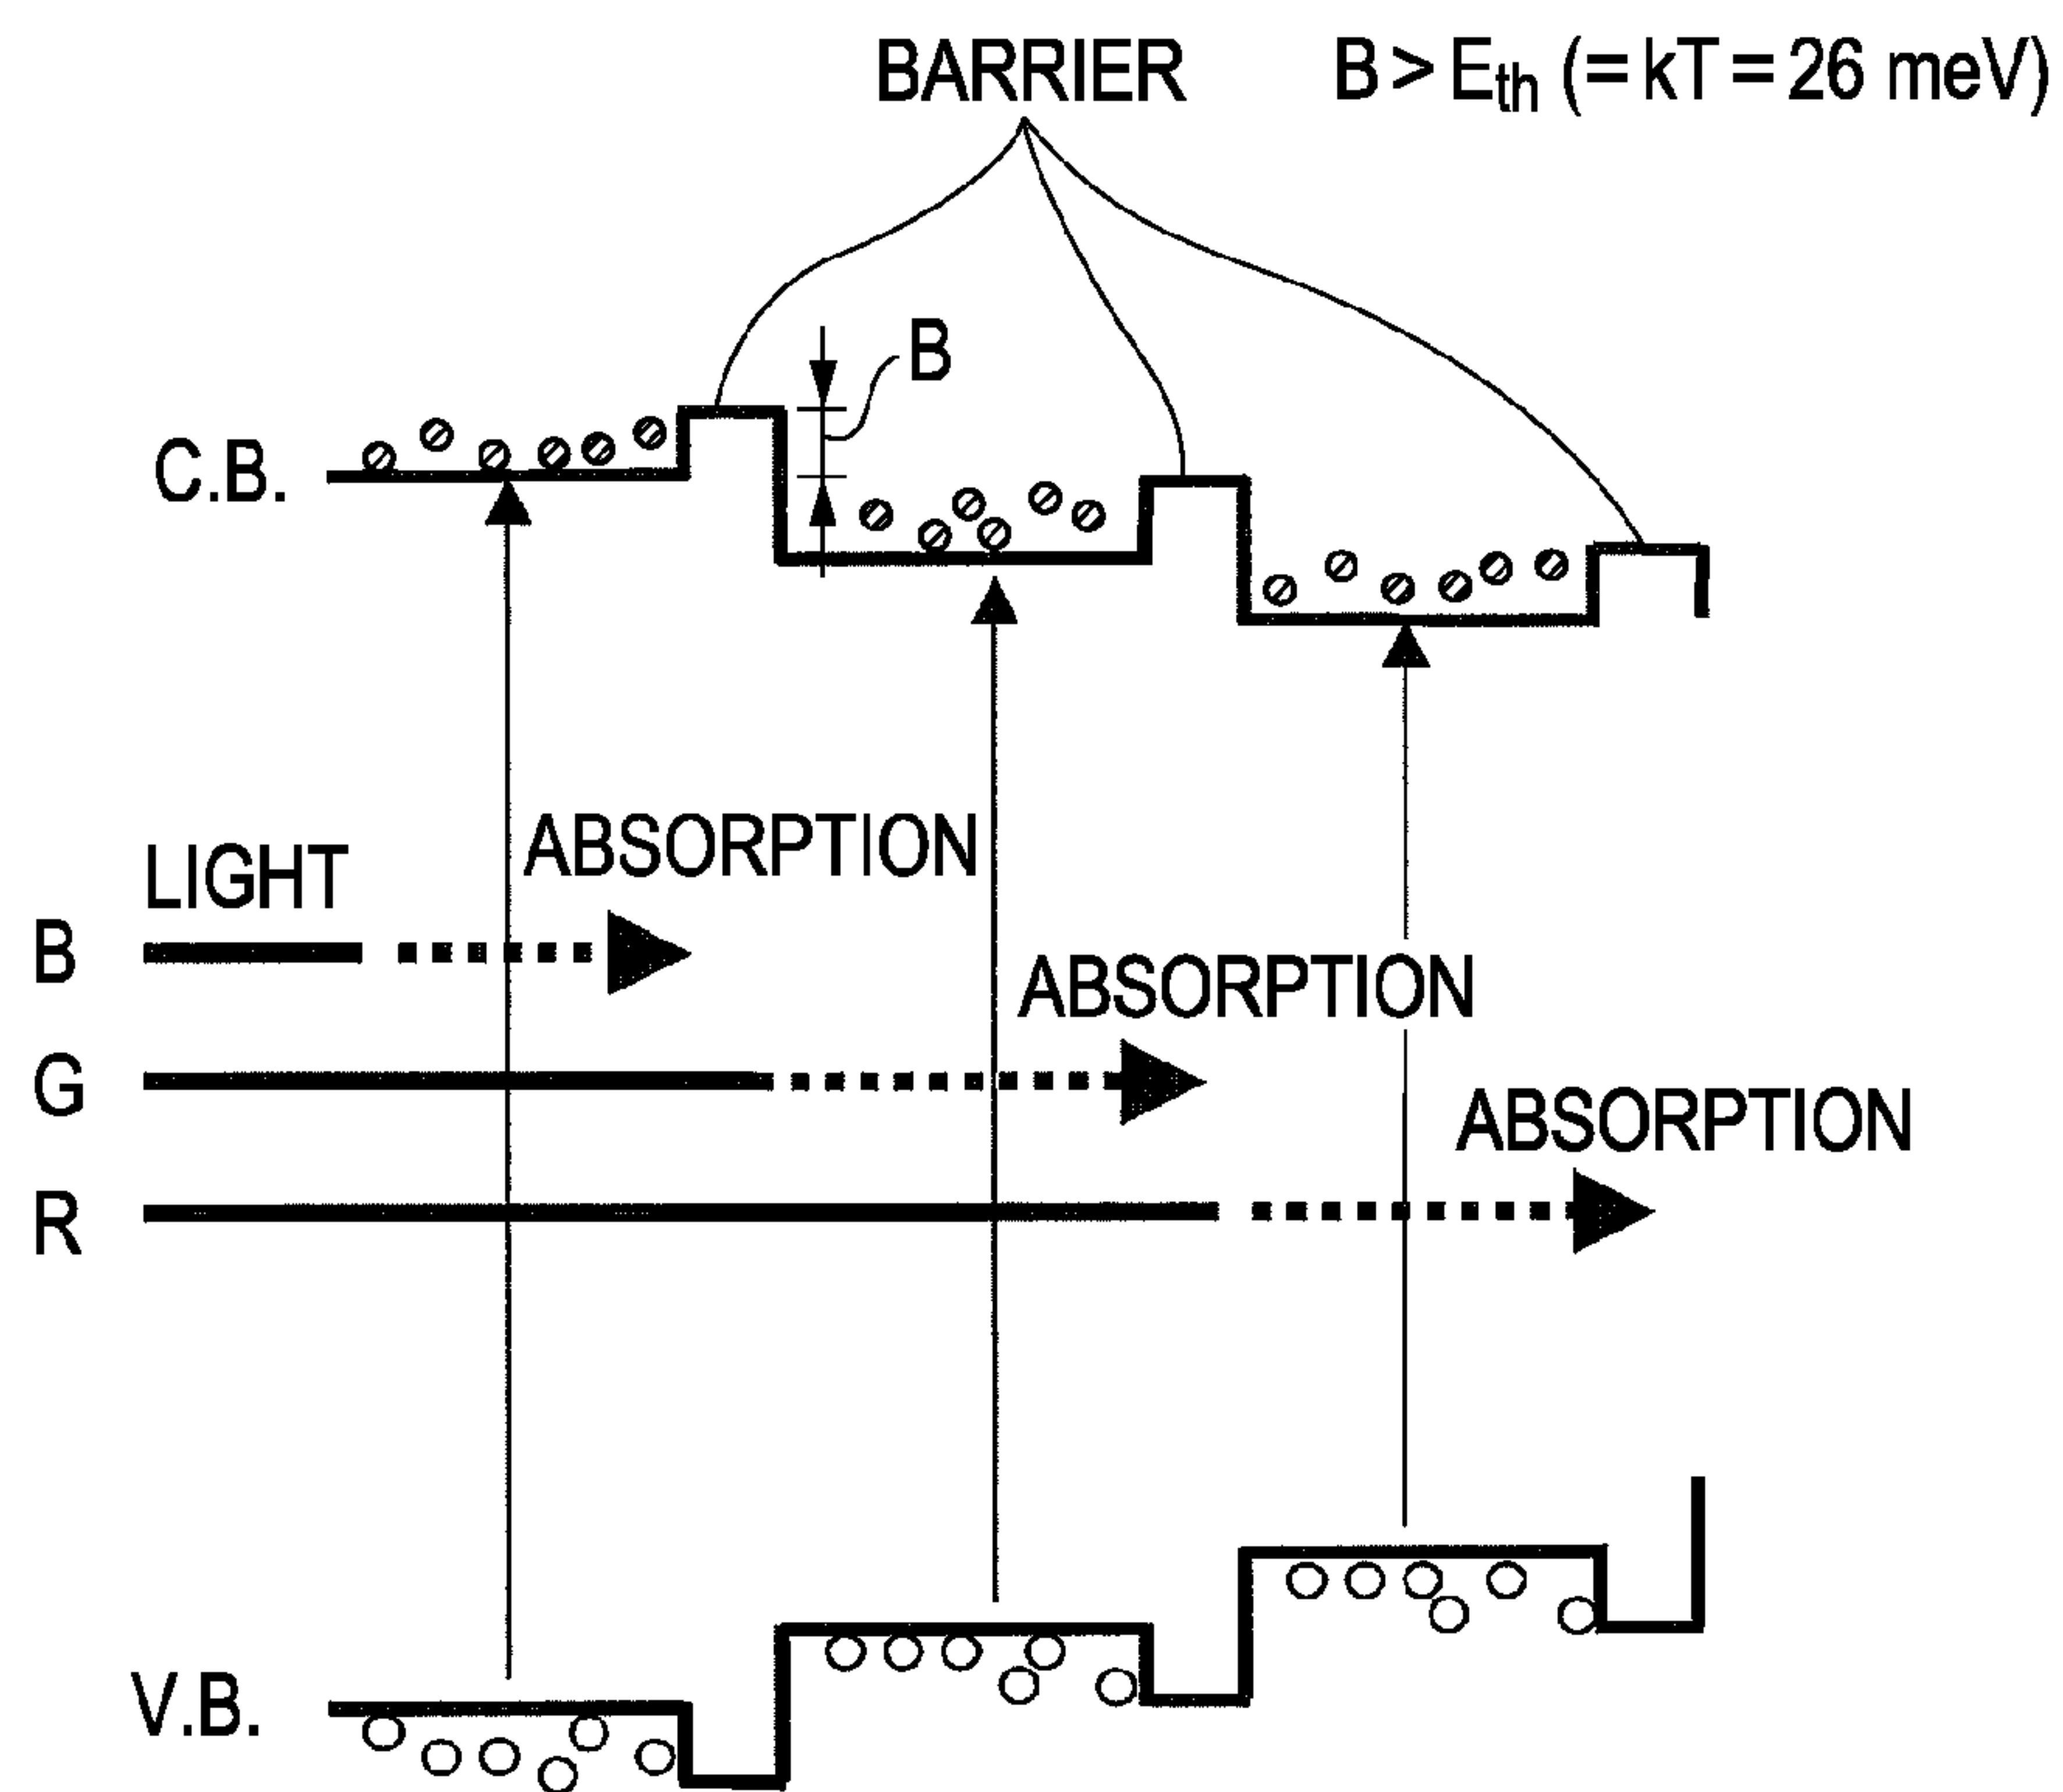 BARRIER
B > Eth (= kT = 26 meV)
B
C.B.
LIGHT
ABSORPTION
B
ABSORPTION
G
ABSORPTION
R
V.B.